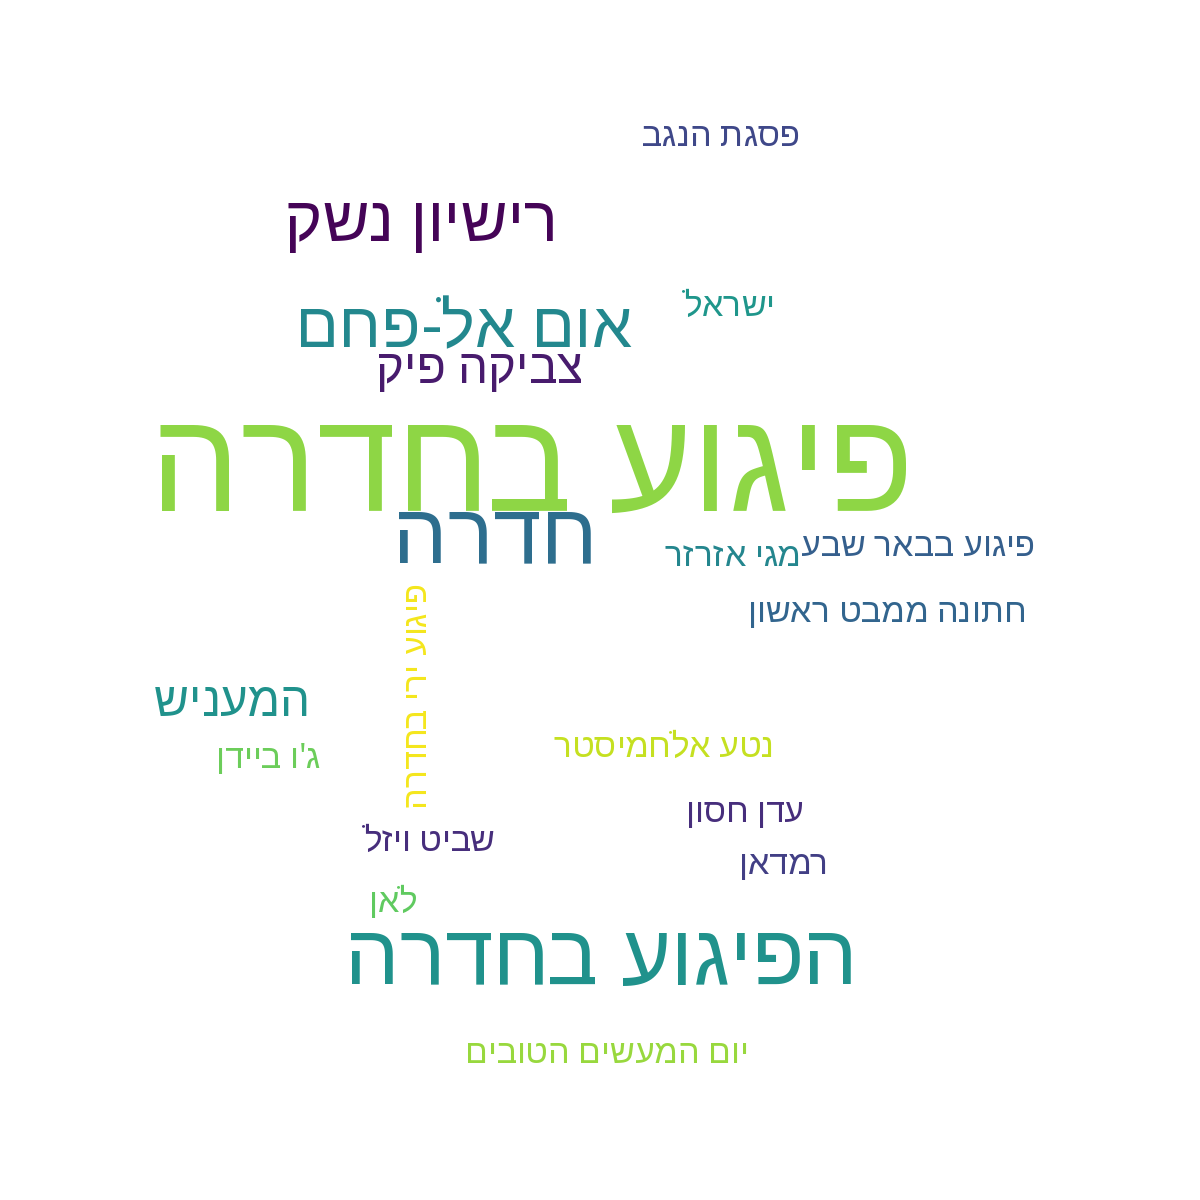 פסגת הנגב
רישיון נשק
ישראל
אום אל-פחם
צביקה פיק
פיגוע בחדרה
חדרה
פיגוע בבאר שבע
מגי אזרזר
חתונה ממבט ראשון
פיגוע ירי בחדרה
המעניש
נטע אלחמיסטר
ג'ו ביידן
עדן חסון
שביט ויזל
רמדאן
לאן
הפיגוע בחדרה
יום המעשים הטובים